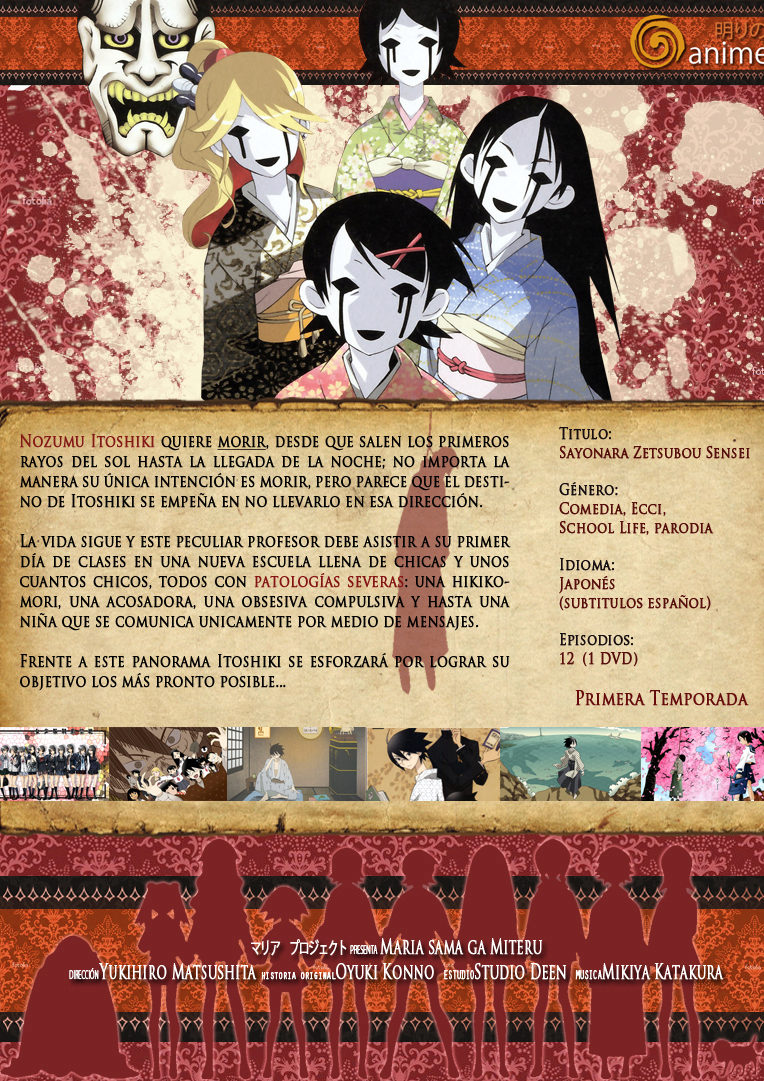 明りの
anime
fotolia
NOZUMU ITOSHIKI QUIERE MORIR, DESDE QUE SALEN LOS PRIMEROS
RAYOS DEL SOL HASTA LA LLEGADA DE LA NOCHE; NO IMPORTA LA
MANERA SU ÚNICA INTENCIÓN ES MORIR, PERO PARECE QUE EL DESTI-
NO DE ITOSHIKI SE EMPEÑA EN NO LLEVARLO EN ESA DIRECCIÓN.
LA VIDA SIGUE Y ESTE PECULIAR PROFESOR DEBE ASISTIR A SU PRIMER
DÍA DE CLASES EN UNA NUEVA ESCUELA LLENA DE CHICAS Y UNOS
CUANTOS CHICOS, TODOS CON PATOLOGÍAS SEVERAS: UNA HIKIKO-
MORI, UNA ACOSADORA, UNA OBSESIVA COMPULSIVA Y HASTA UNA
NIÑA QUE SE COMUNICA UNICAMENTE POR MEDIO DE MENSAJES.
FRENTE A ESTE PANORAMA ITOSHIKI SE ESFORZARÁ POR LOGRAR SU
OBJETIVO LOS MÁS PRONTO POSIBLE...
TITULO:
SAYONARA ZETSUBOU SENSEI
GÉNERO:
COMEDIA, ECCI,
SCHOOL LIFE, PARODIA
IDIOMA:
JAPONÉS
(SUBTITULOS ESPAÑOL)
EPISODIOS:
12 (1 DVD)
PRIMERA TEMPORADA
マリア プロジェクト PRESENTA MARIA SAMA GA MITERU
DIRECCIÓN YUKIHIRO MATSUSHITA HISTORIA ORIGINAL OYUKI KONNO ESTUDIO STUDIO DEEN MUSICA MIKIYA KATAKURA